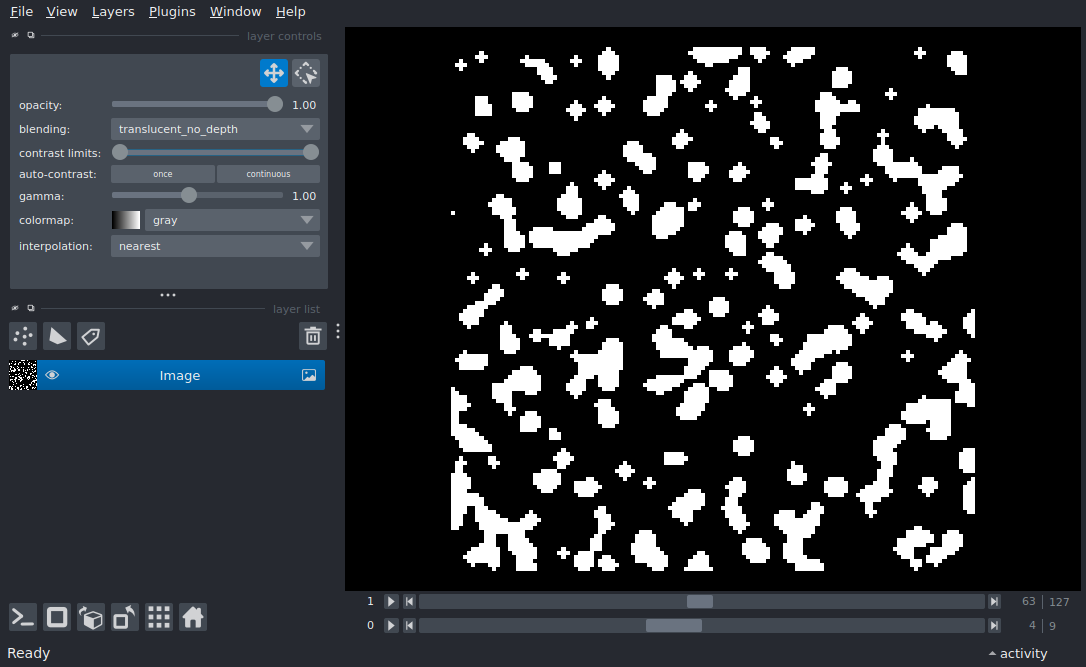 File View Layers Plugins Window Help
layer controls
opacity: 1.00
blending: translucent_no_depth
contrast limits:
auto-contrast: once continuous
gamma: 1.00
colormap: gray
interpolation: nearest
layer list
Image
1 63 127
0 4 9
Ready activity